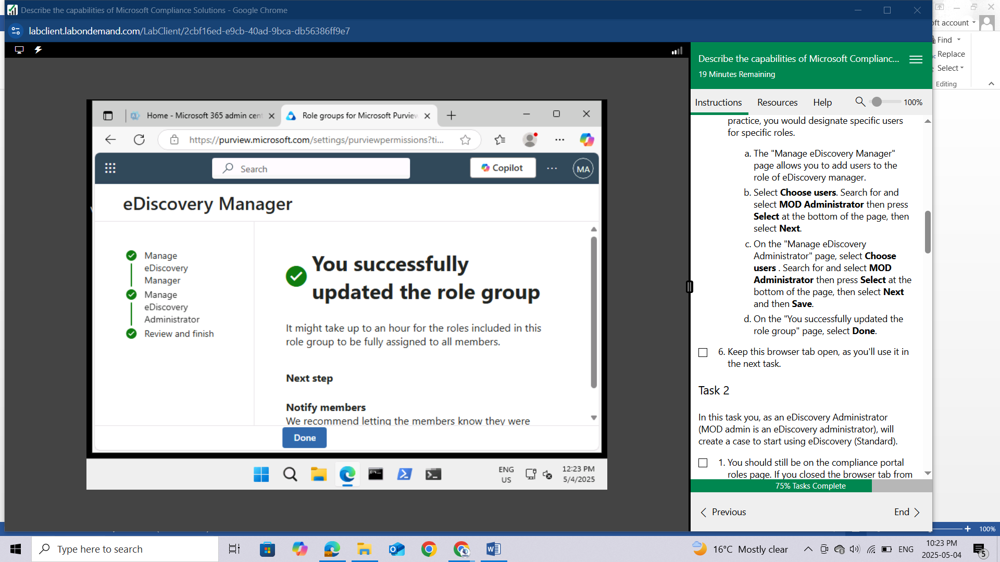 Describe the capabilities of Microsoft Compliance Solutions - Google Chrome
labclient.labondemand.com/LabClient/2cbf16ed-e9cb-40ad-9bca-db56386ff9e7
Home - Microsoft 365 admin cent
Role groups for Microsoft Purview
https://purview.microsoft.com/settings/purviewpermissions?ti...
Search
Copilot
MA
eDiscovery Manager
Manage
eDiscovery
Manager
Manage
eDiscovery
Administrator
Review and finish
You successfully
updated the role group
It might take up to an hour for the roles included in this
role group to be fully assigned to all members.
Next step
Notify members
We recommend letting the members know they were
Done
ENG
US
12:23 PM
5/4/2025
Describe the capabilities of Microsoft Complianc...
19 Minutes Remaining
Instructions
Resources
Help
100%
practice, you would designate specific users
for specific roles.
a. The "Manage eDiscovery Manager"
page allows you to add users to the
role of eDiscovery manager.
b. Select Choose users. Search for and
select MOD Administrator then press
Select at the bottom of the page, then
select Next.
c. On the "Manage eDiscovery
Administrator" page, select Choose
users . Search for and select MOD
Administrator then press Select at the
bottom of the page, then select Next
and then Save.
d. On the "You successfully updated the
role group" page, select Done.
6. Keep this browser tab open, as you'll use it in
the next task.
Task 2
In this task you, as an eDiscovery Administrator
(MOD admin is an eDiscovery administrator), will
create a case to start using eDiscovery (Standard).
1. You should still be on the compliance portal
roles page. If you closed the browser tab from
75% Tasks Complete
Previous
End
account
Find
Replace
Select
Editing
100%
Type here to search
16°C Mostly clear
ENG
10:23 PM
2025-05-04
5